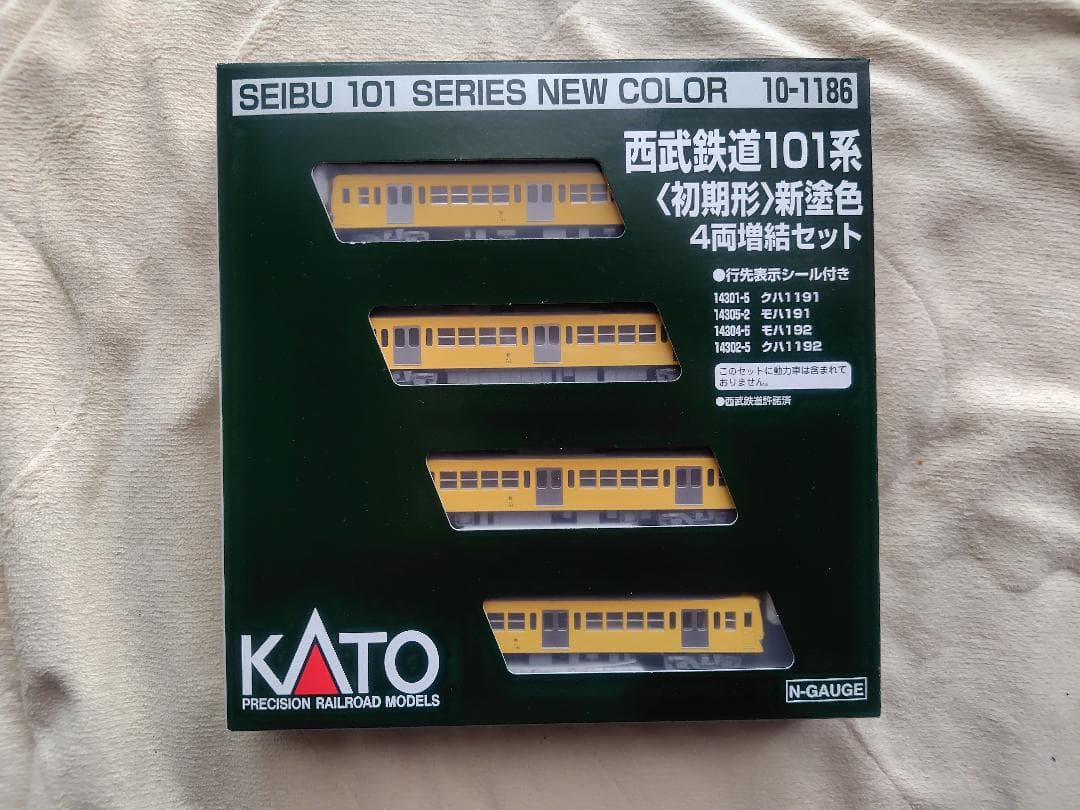 SEIBU 101 SERIES NEW COLOR 10-1186
西武鉄道101系
〈初期形〉新塗色
4両増結セット
●行先表示シール付き
14301-5 クハ1191
14305-2 モハ191
14304-5 モハ192
14302-5 クハ1192
このセットに動力車は含まれて
おりません。
●西武鉄道許諾済
KATO
PRECISION RAILROAD MODELS
N-GAUGE